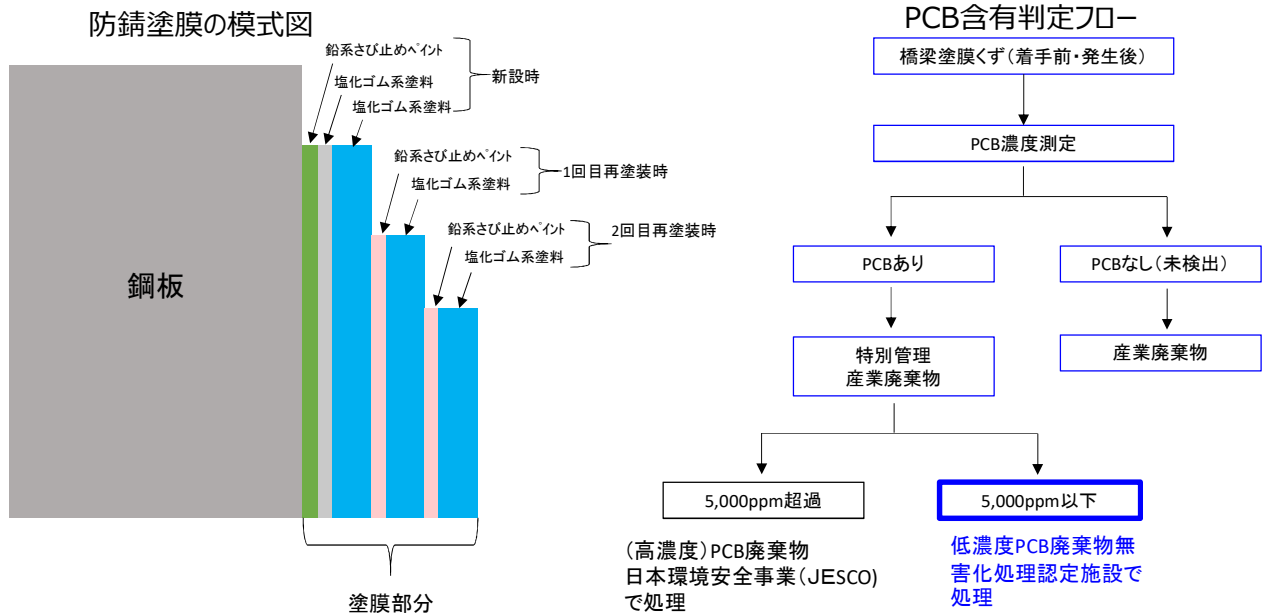 防錆塗膜の模式図
鉛系さび止めペイント
塩化ゴム系塗料
塩化ゴム系塗料
新設時
鉛系さび止めペイント
塩化ゴム系塗料
1回目再塗装時
鉛系さび止めペイント
塩化ゴム系塗料
2回目再塗装時
鋼板
塗膜部分
PCB含有判定フロー
橋梁塗膜くず(着手前・発生後)
PCB濃度測定
PCBあり
PCBなし(未検出)
特別管理
産業廃棄物
産業廃棄物
5,000ppm超過
5,000ppm以下
(高濃度)PCB廃棄物
日本環境安全事業(JESCO)
で処理
低濃度PCB廃棄物無
害化処理認定施設で
処理